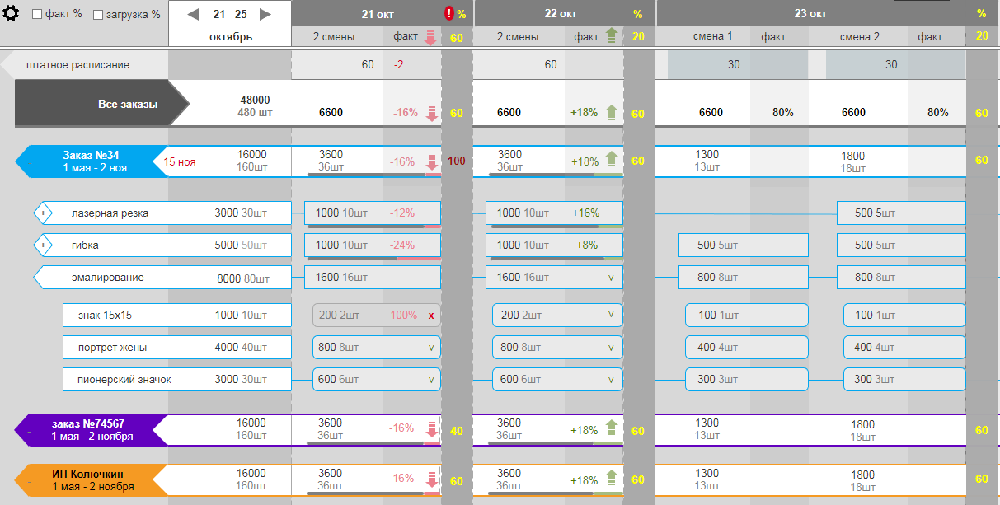 факт % загрузка % 21 - 25 21 окт ! % 22 окт % 23 окт %
октябрь 2 смены факт 60 2 смены факт 20 смена 1 факт смена 2 факт 20
штатное расписание 60 -2 60 30 30
Все заказы 48000 6600 -16% 60 6600 +18% 60 6600 80% 6600 80% 60
480 шт
Заказ №34 15 ноя 16000 3600 -16% 100 3600 +18% 60 1300 1800 60
1 мая - 2 ноя 160шт 36шт 36шт 13шт 18шт
+ лазерная резка 3000 30шт 1000 10шт -12% 1000 10шт +16% 500 5шт
+ гибка 5000 50шт 1000 10шт -24% 1000 10шт +8% 500 5шт 500 5шт
эмалирование 8000 80шт 1600 16шт 1600 16шт v 800 8шт 800 8шт
знак 15х15 1000 10шт 200 2шт -100% x 200 2шт v 100 1шт 100 1шт
портрет жены 4000 40шт 800 8шт v 800 8шт v 400 4шт 400 4шт
пионерский значок 3000 30шт 600 6шт v 600 6шт v 300 3шт 300 3шт
заказ №74567 16000 3600 -16% 40 3600 +18% 60 1300 1800 60
1 мая - 2 ноября 160шт 36шт 36шт 13шт 18шт
ИП Колючкин 16000 3600 -16% 60 3600 +18% 60 1300 1800 60
1 мая - 2 ноября 160шт 36шт 36шт 13шт 18шт